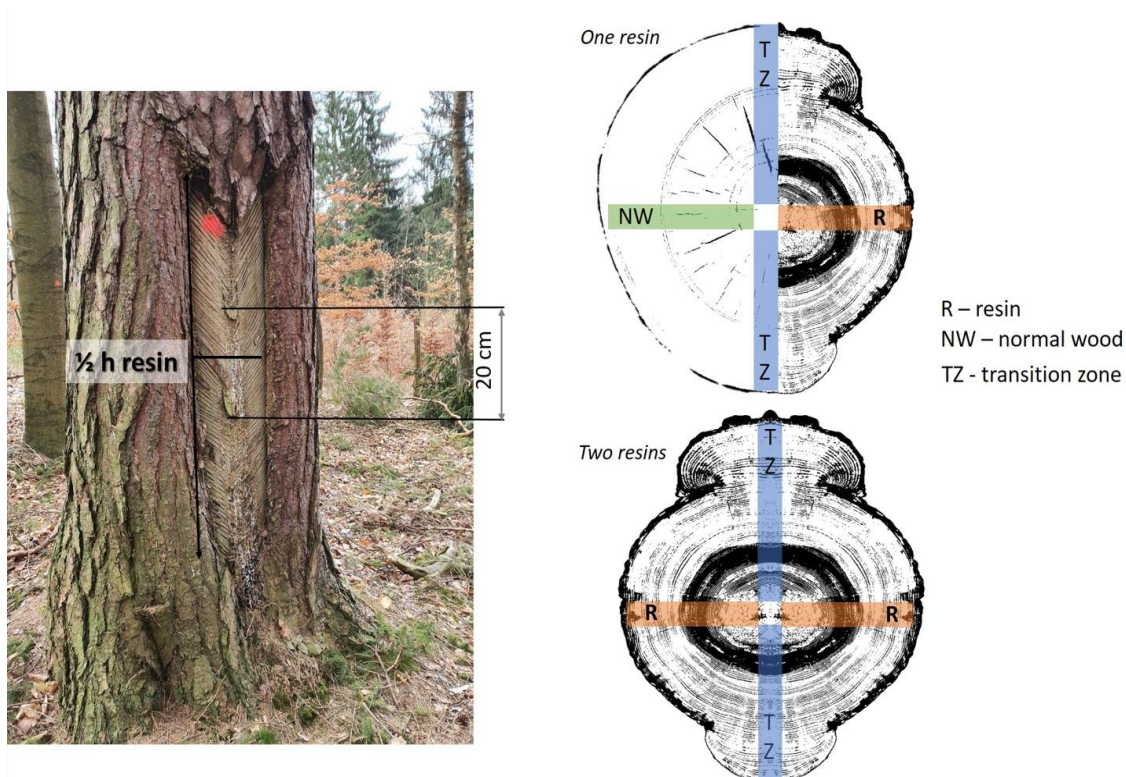 ½ h resin
20 cm
One resin
T
Z
NW
R
T
Z
R – resin
NW – normal wood
TZ - transition zone
Two resins
T
Z
R
R
T
Z